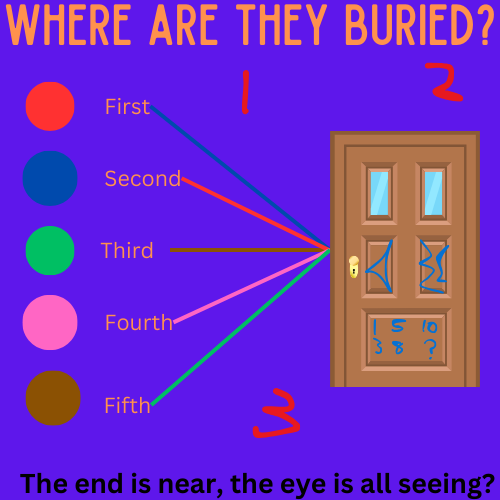 WHERE ARE THEY BURIED?
1 2
First
Second
Third
Fourth
Fifth
1 5 10
3 8 ?
3
The end is near, the eye is all seeing?